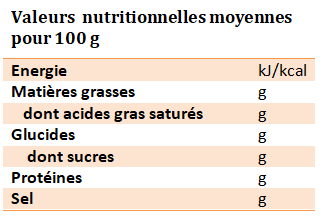 Valeurs nutritionnelles moyennes
pour 100 g
Energie kJ/kcal
Matières grasses g
dont acides gras saturés g
Glucides g
dont sucres g
Protéines g
Sel g